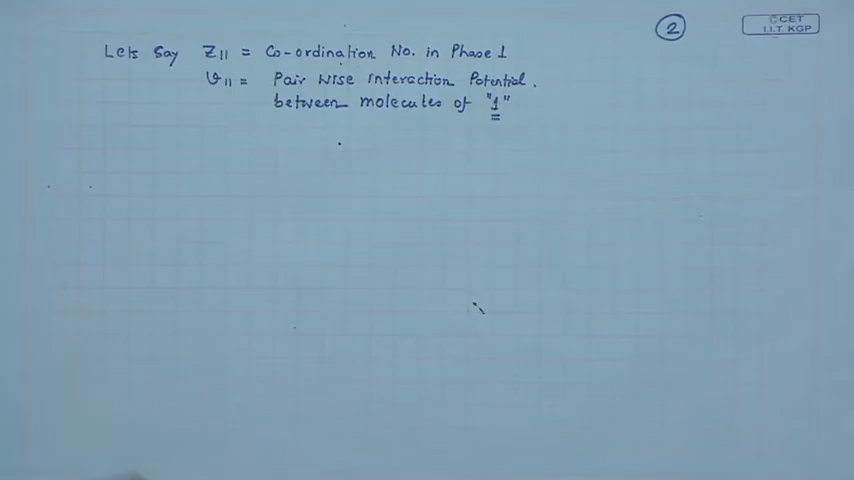 2
©CET
I.I.T. KGP
Lets Say Z11 = Co-ordination No. in Phase 1
υ11 = Pair wise interaction Potential.
between molecules of "1"